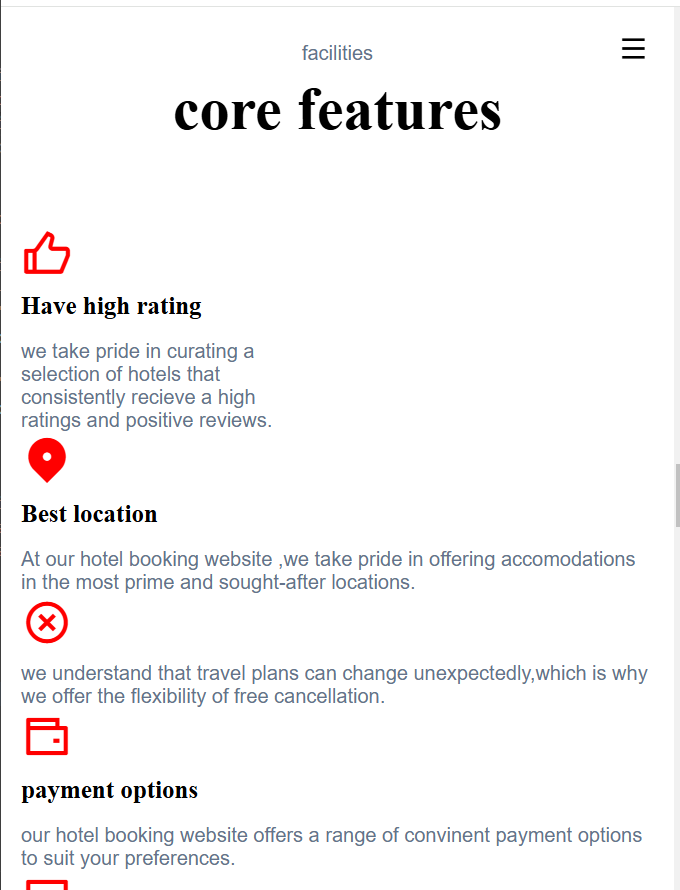 facilities
core features
Have high rating
we take pride in curating a
selection of hotels that
consistently recieve a high
ratings and positive reviews.
Best location
At our hotel booking website ,we take pride in offering accomodations
in the most prime and sought-after locations.
we understand that travel plans can change unexpectedly,which is why
we offer the flexibility of free cancellation.
payment options
our hotel booking website offers a range of convinent payment options
to suit your preferences.